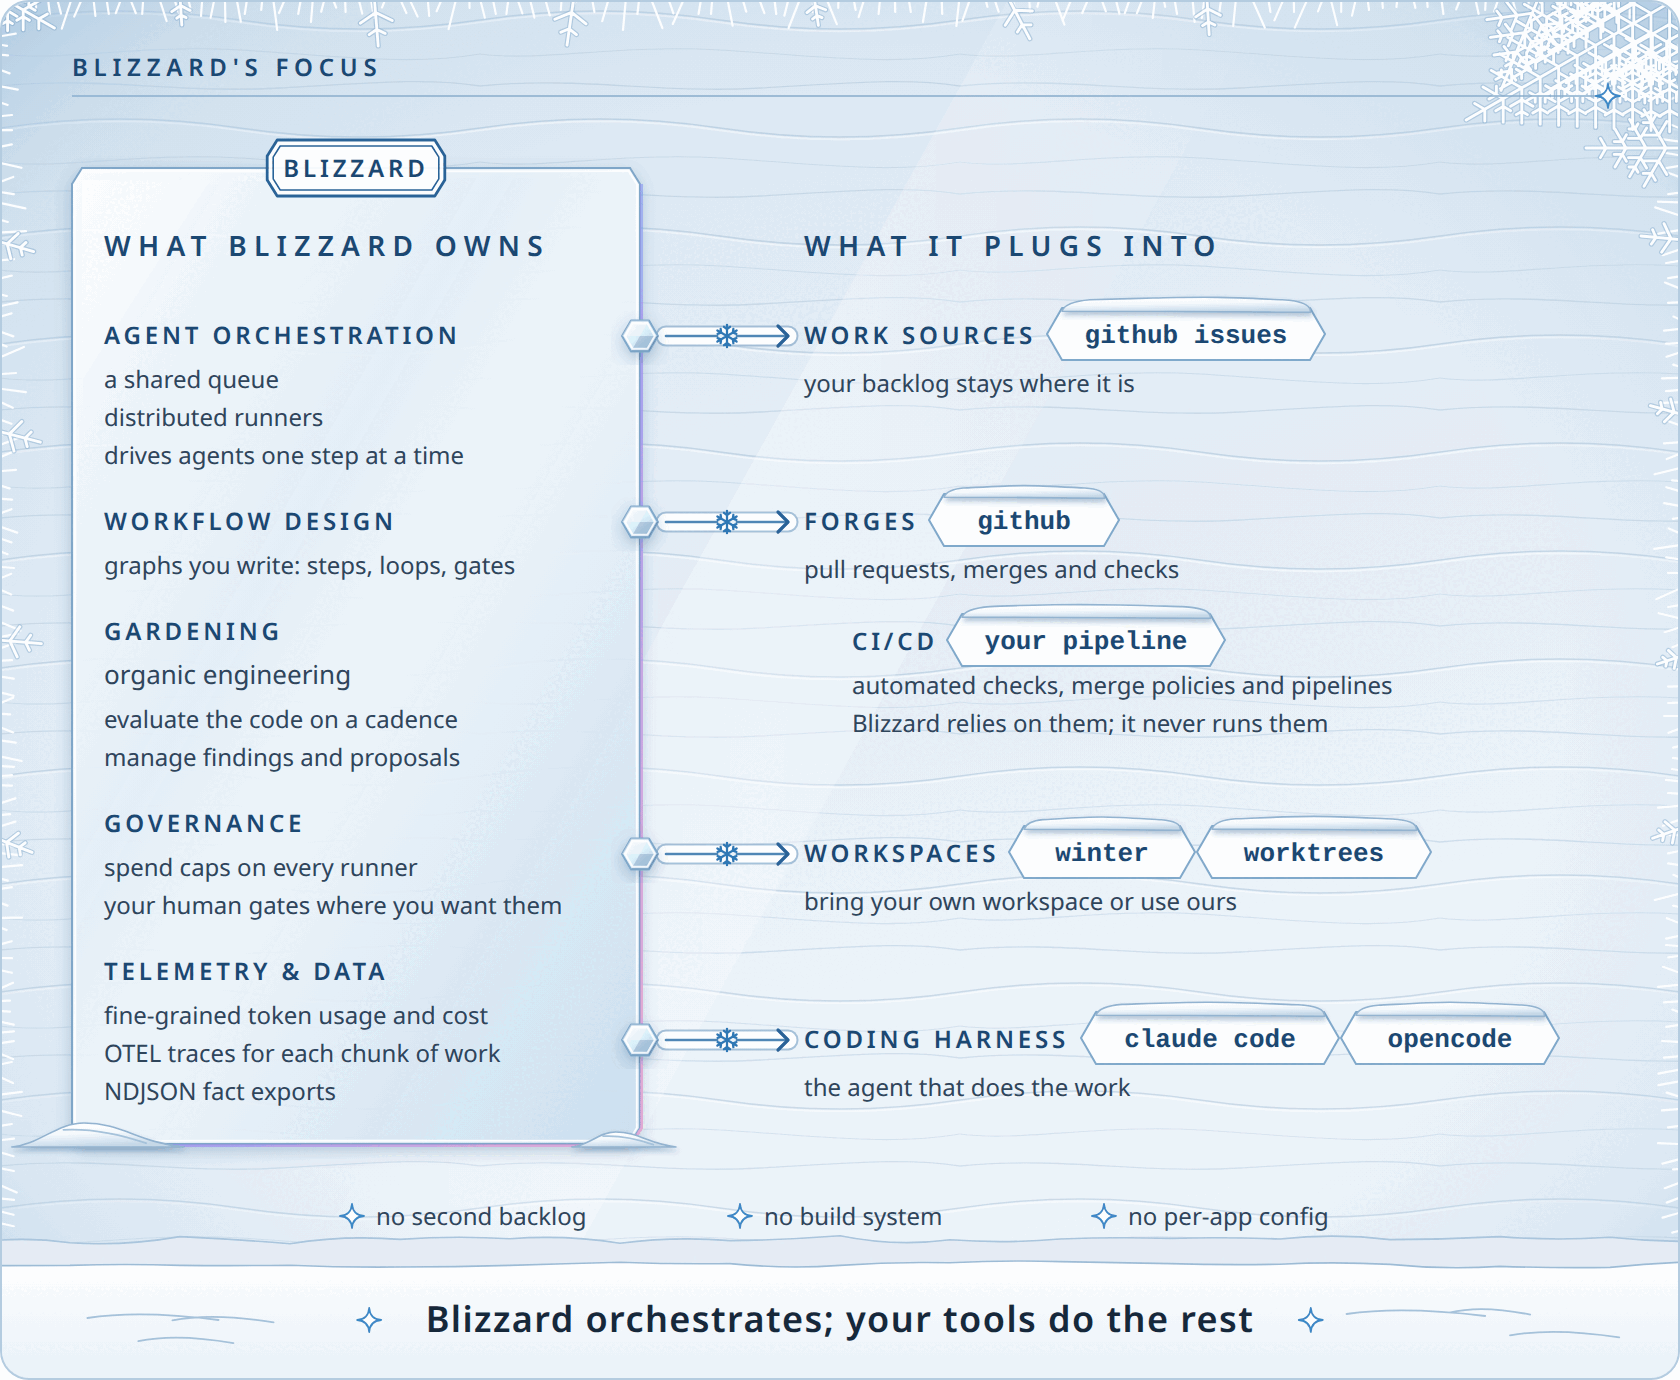 BLIZZARD'S FOCUS
BLIZZARD
WHAT BLIZZARD OWNS
AGENT ORCHESTRATION
a shared queue
distributed runners
drives agents one step at a time
WORKFLOW DESIGN
graphs you write: steps, loops, gates
GARDENING
organic engineering
evaluate the code on a cadence
manage findings and proposals
GOVERNANCE
spend caps on every runner
your human gates where you want them
TELEMETRY & DATA
fine-grained token usage and cost
OTEL traces for each chunk of work
NDJSON fact exports
WHAT IT PLUGS INTO
WORK SOURCES github issues
your backlog stays where it is
FORGES github
pull requests, merges and checks
CI/CD your pipeline
automated checks, merge policies and pipelines
Blizzard relies on them; it never runs them
WORKSPACES winter worktrees
bring your own workspace or use ours
CODING HARNESS claude code opencode
the agent that does the work
no second backlog no build system no per-app config
Blizzard orchestrates; your tools do the rest